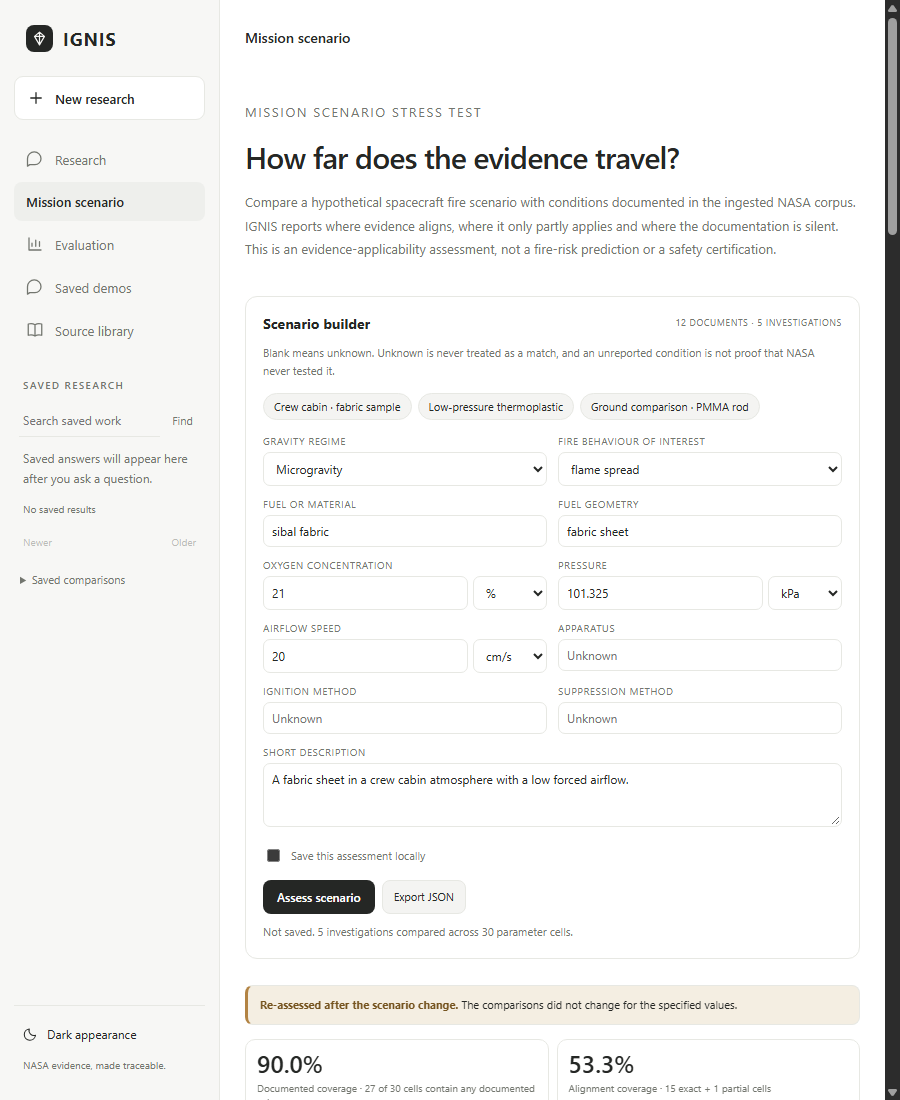 IGNIS
New research
Research
Mission scenario
Evaluation
Saved demos
Source library
SAVED RESEARCH
Search saved work Find
Saved answers will appear here
after you ask a question.
No saved results
Newer Older
Saved comparisons
Dark appearance
NASA evidence, made traceable.
Mission scenario
MISSION SCENARIO STRESS TEST
How far does the evidence travel?
Compare a hypothetical spacecraft fire scenario with conditions documented in the ingested NASA corpus.
IGNIS reports where evidence aligns, where it only partly applies and where the documentation is silent.
This is an evidence-applicability assessment, not a fire-risk prediction or a safety certification.
Scenario builder 12 DOCUMENTS · 5 INVESTIGATIONS
Blank means unknown. Unknown is never treated as a match, and an unreported condition is not proof that NASA
never tested it.
Crew cabin · fabric sample Low-pressure thermoplastic Ground comparison · PMMA rod
GRAVITY REGIME FIRE BEHAVIOUR OF INTEREST
Microgravity flame spread
FUEL OR MATERIAL FUEL GEOMETRY
sibal fabric fabric sheet
OXYGEN CONCENTRATION PRESSURE
21 % 101.325 kPa
AIRFLOW SPEED APPARATUS
20 cm/s Unknown
IGNITION METHOD SUPPRESSION METHOD
Unknown Unknown
SHORT DESCRIPTION
A fabric sheet in a crew cabin atmosphere with a low forced airflow.
Save this assessment locally
Assess scenario Export JSON
Not saved. 5 investigations compared across 30 parameter cells.
Re-assessed after the scenario change. The comparisons did not change for the specified values.
90.0% 53.3%
Documented coverage · 27 of 30 cells contain any documented Alignment coverage · 15 exact + 1 partial cells